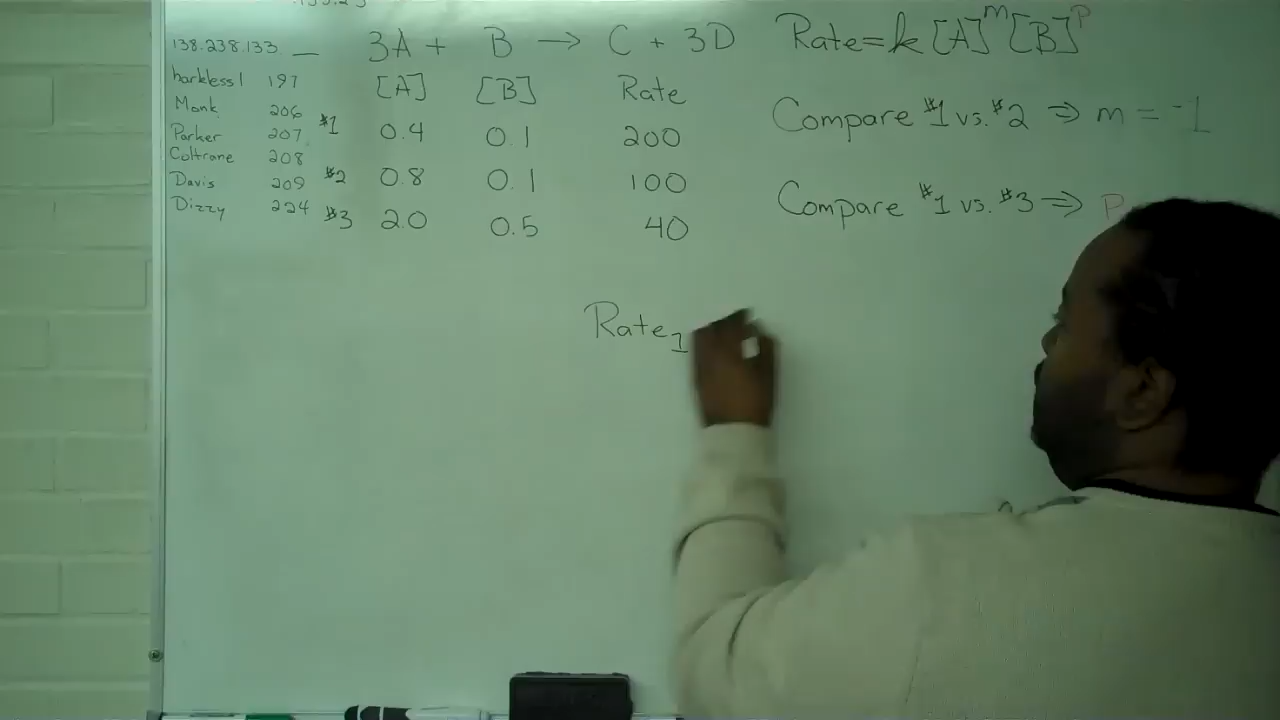 138.238.133. __ 3A + B → C + 3D Rate = k [A]^m [B]^p
harkless1 197 [A] [B] Rate
Monk 206
#1 0.4 0.1 200
Parker 207
Coltrane 208
Davis 209
#2 0.8 0.1 100
Dizzy 224
#3 2.0 0.5 40
Compare #1 vs. #2 ⇒ m = -1
Compare #1 vs. #3 ⇒ P
Rate1